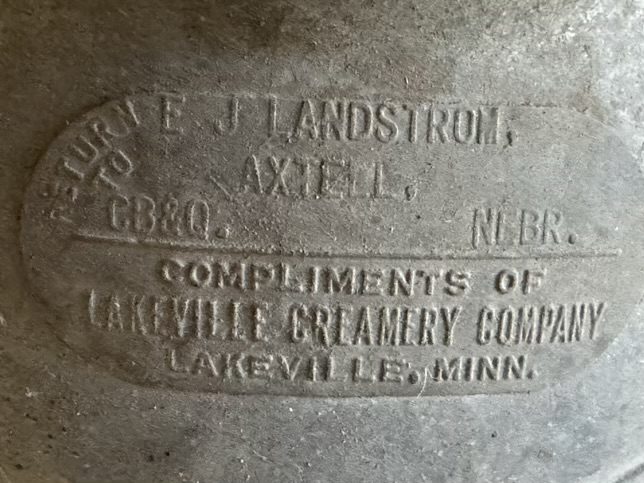 RETURN TO
E J LANDSTROM,
AXTELL,
CB&Q. NEBR.
COMPLIMENTS OF
LAKEVILLE CREAMERY COMPANY
LAKEVILLE, MINN.